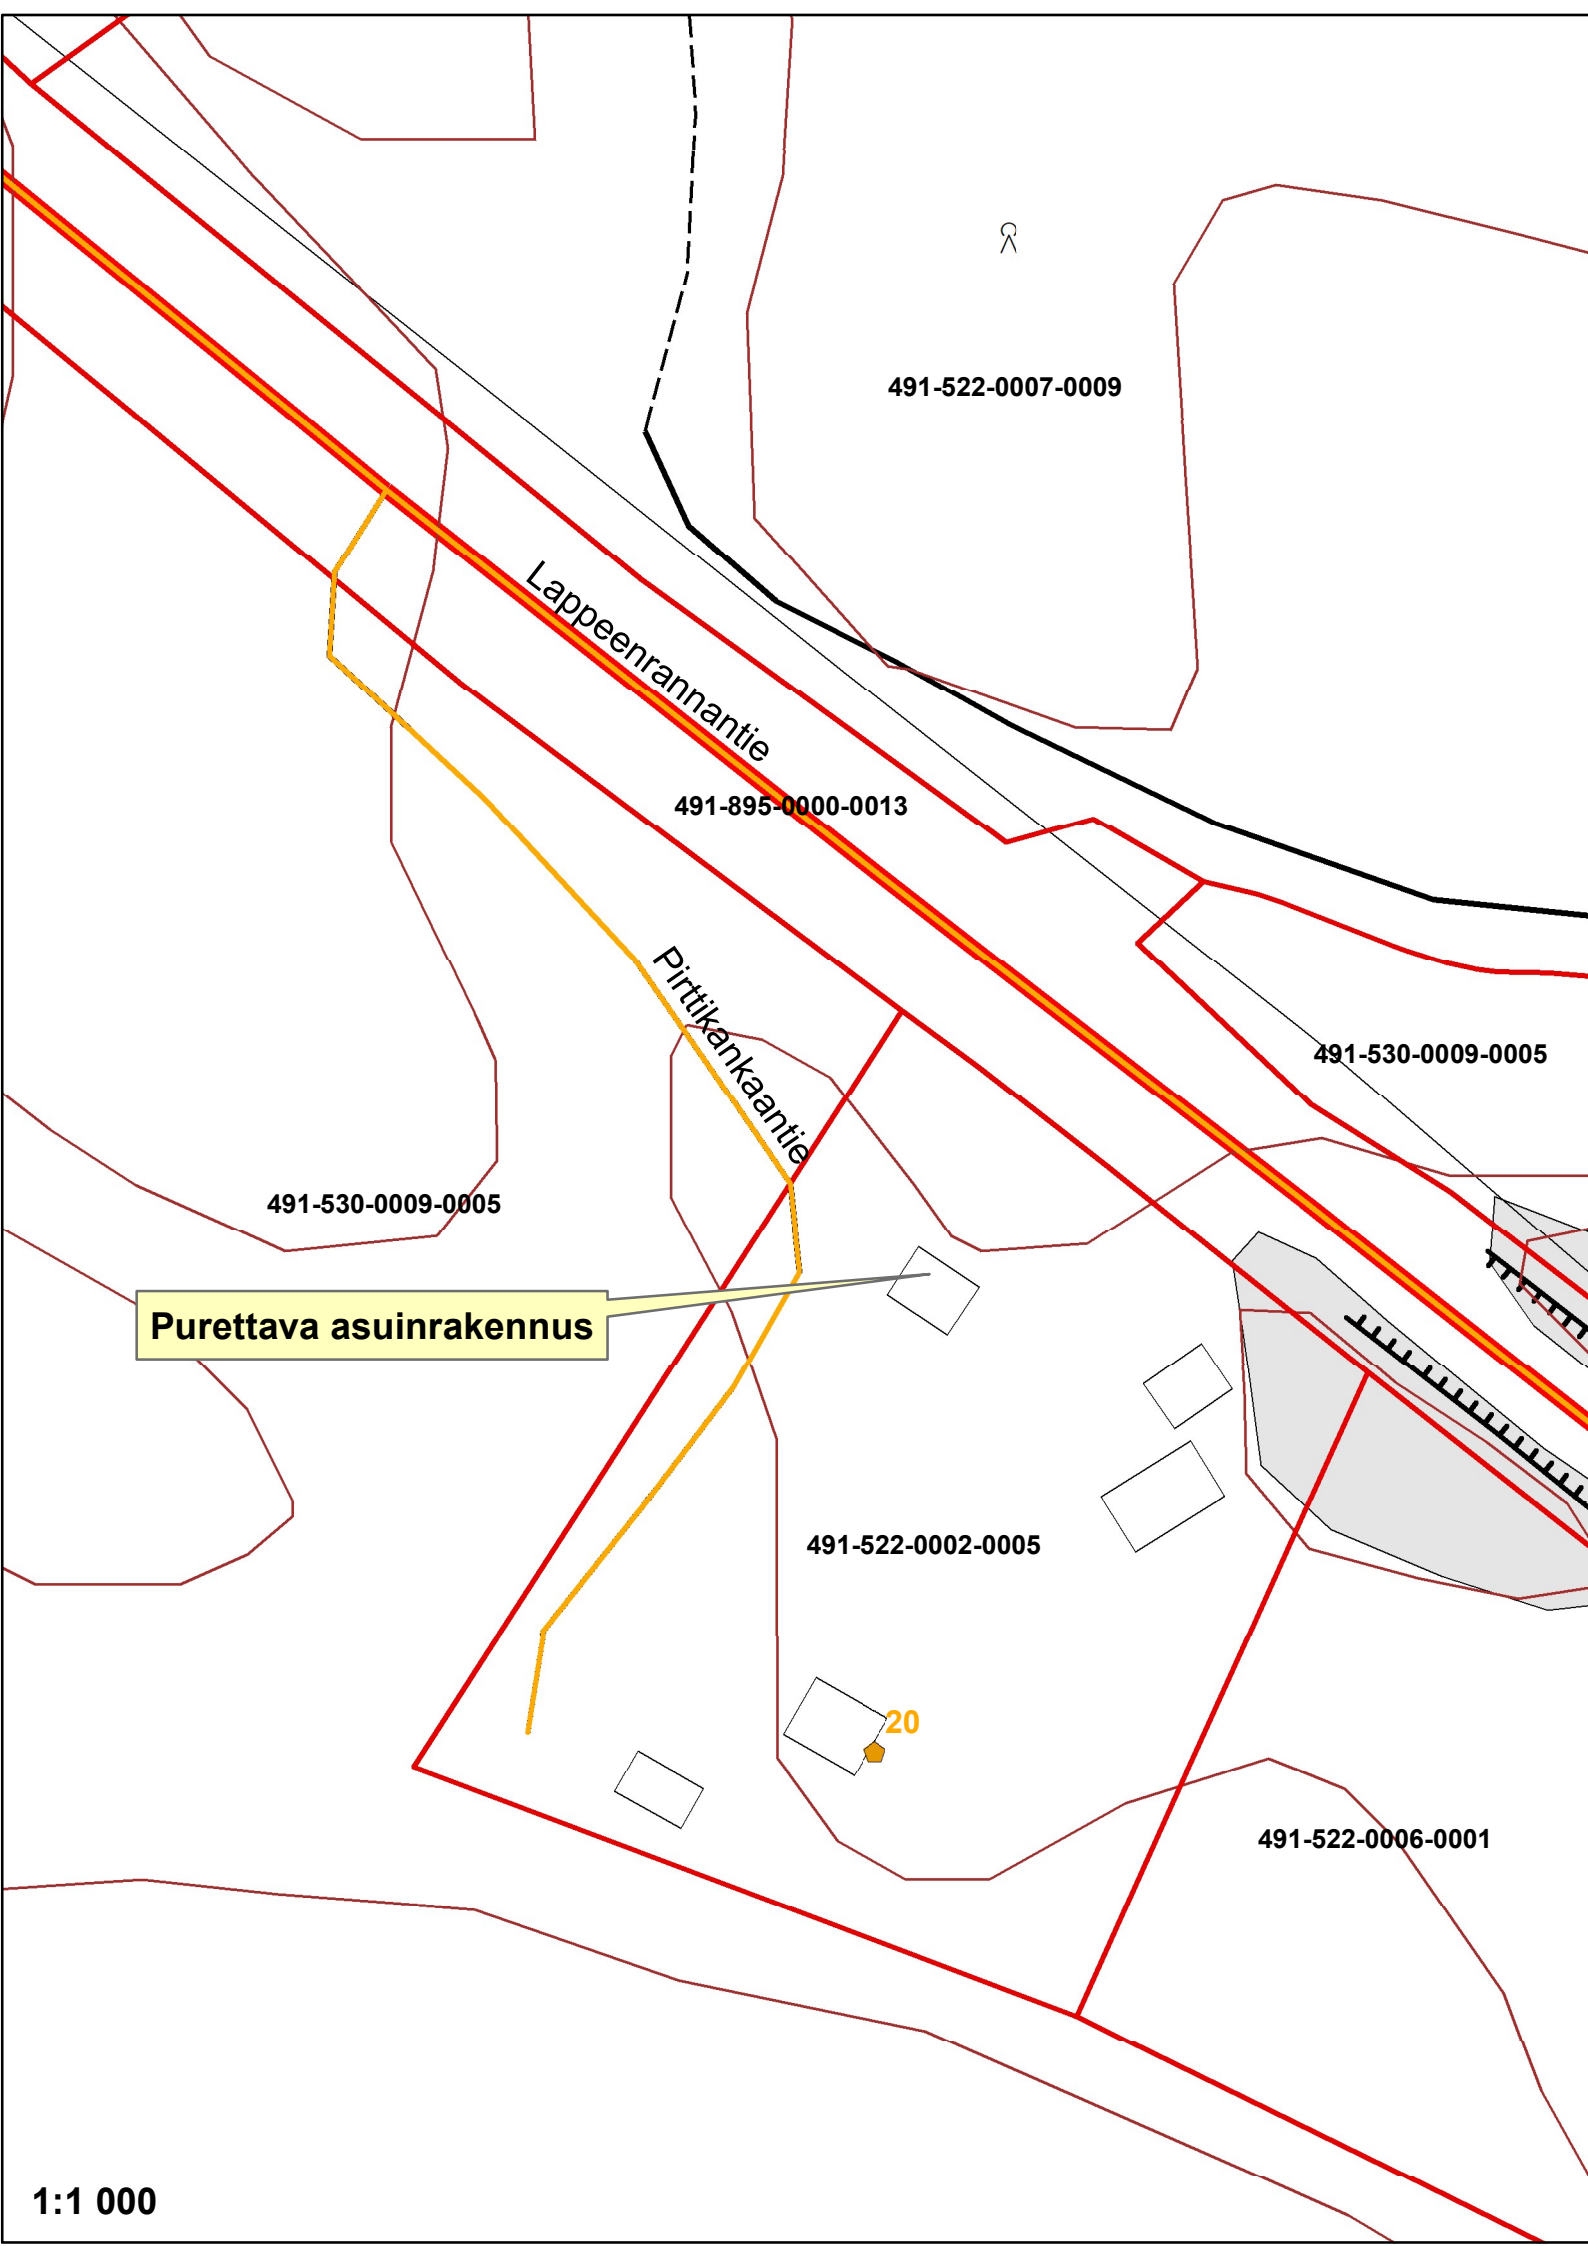 491-522-0007-0009
Lappeenrannantie
491-895-0000-0013
Pirttikankaantie
491-530-0009-0005
491-530-0009-0005
Purettava asuinrakennus
491-522-0002-0005
20
491-522-0006-0001
1:1 000